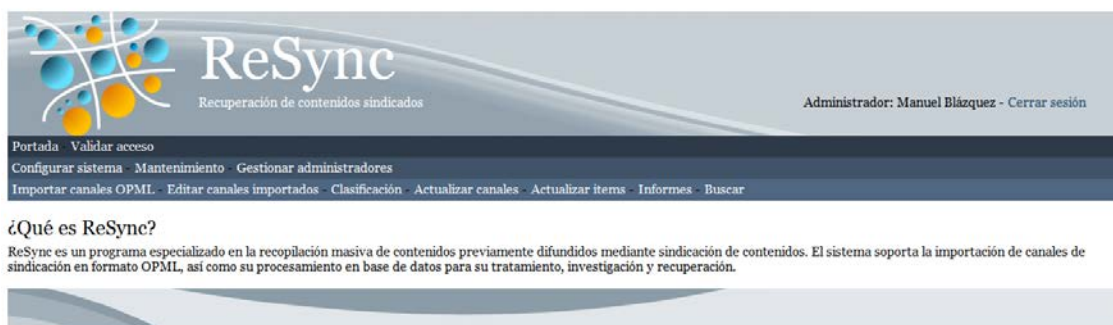 ReSync
Recuperación de contenidos sindicados
Administrador: Manuel Blázquez - Cerrar sesión
Portada - Validar acceso
Configurar sistema - Mantenimiento - Gestionar administradores
Importar canales OPML - Editar canales importados - Clasificación - Actualizar canales - Actualizar items - Informes - Buscar
¿Qué es ReSync?
ReSync es un programa especializado en la recopilación masiva de contenidos previamente difundidos mediante sindicación de contenidos. El sistema soporta la importación de canales de
sindicación en formato OPML, así como su procesamiento en base de datos para su tratamiento, investigación y recuperación.